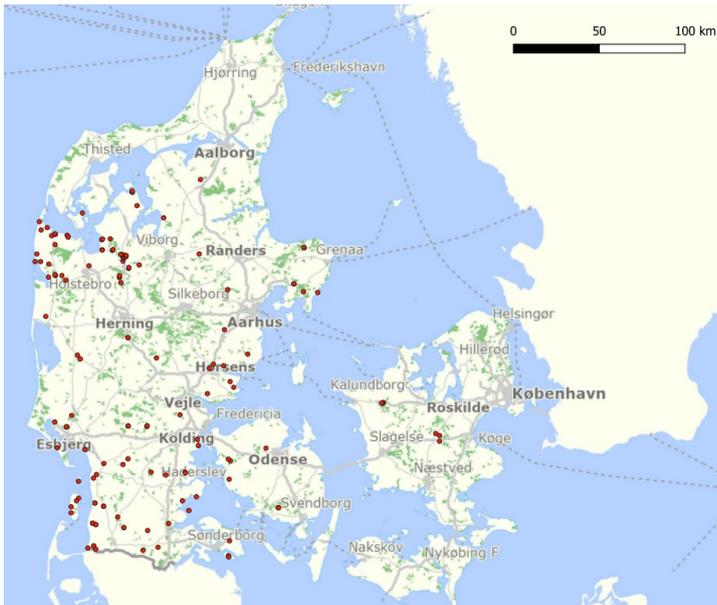 Skagen
0 50 100 km
Hjørring
Frederikshavn
Thisted
Aalborg
Viborg
Randers
Grenaa
Holstebro
Silkeborg
Herning
Aarhus
Helsingør
Hillerød
Horsens
Kalundborg
København
Vejle
Roskilde
Fredericia
Esbjerg
Kolding
Slagelse
Køge
Odense
Haderslev
Næstved
Svendborg
Sønderborg
Nakskov
Nykøbing F